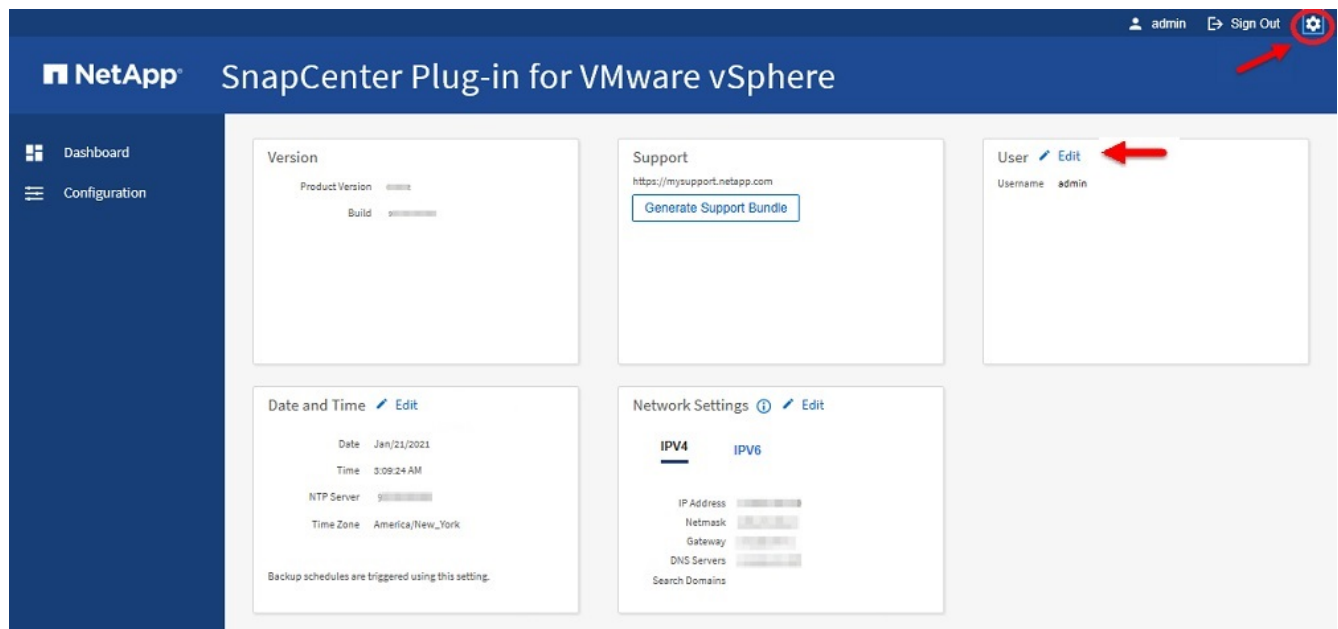 admin Sign Out
NetApp SnapCenter Plug-in for VMware vSphere
Dashboard
Configuration
Version
Product Version
Build
Support
https://mysupport.netapp.com
Generate Support Bundle
User Edit
Username admin
Date and Time Edit
Date Jan/21/2021
Time 3:09:24 AM
NTP Server
Time Zone America/New_York
Backup schedules are triggered using this setting.
Network Settings Edit
IPV4 IPV6
IP Address
Netmask
Gateway
DNS Servers
Search Domains